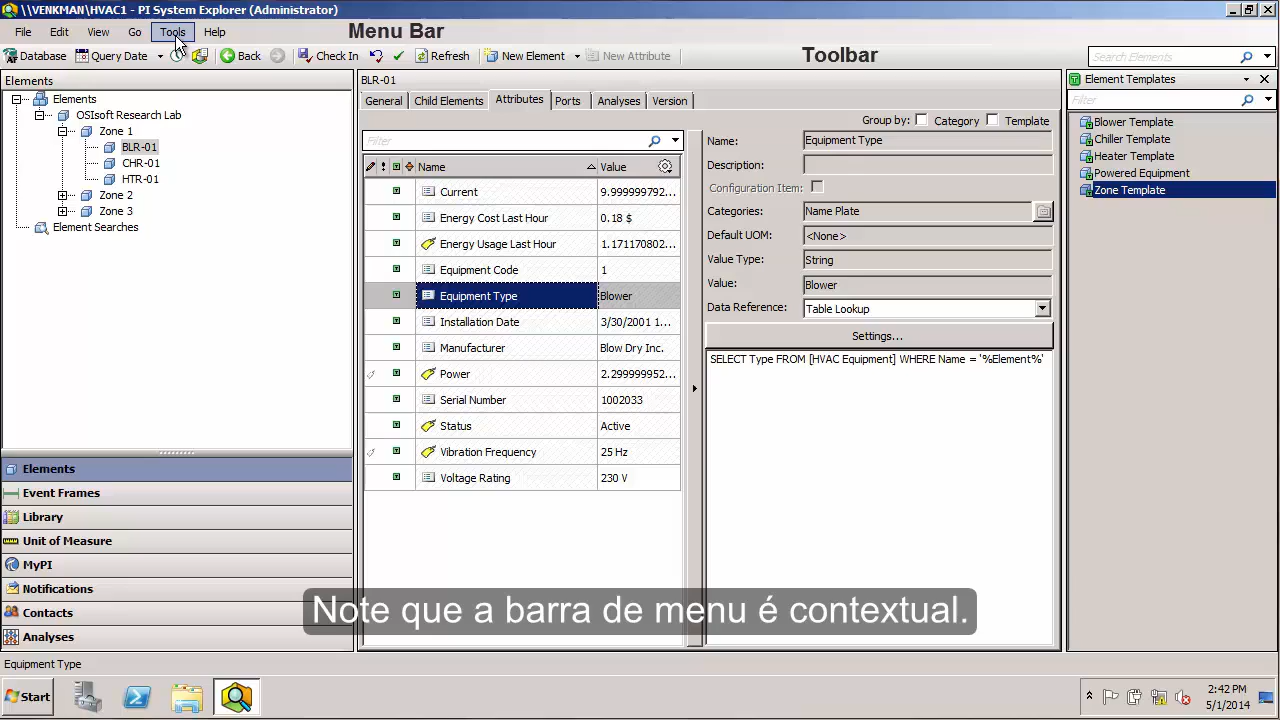 \\VENKMAN\HVAC1 - PI System Explorer (Administrator)
File Edit View Go Tools Help
Menu Bar
Database Query Date Back Check In Refresh New Element New Attribute
Toolbar
Search Elements
Elements
Elements
OSIsoft Research Lab
Zone 1
BLR-01
CHR-01
HTR-01
Zone 2
Zone 3
Element Searches
Elements
Event Frames
Library
Unit of Measure
MyPI
Notifications
Contacts
Analyses
BLR-01
General Child Elements Attributes Ports Analyses Version
Group by: Category Template
Filter
Name Value
Current 9.999999792...
Energy Cost Last Hour 0.18 $
Energy Usage Last Hour 1.171170802...
Equipment Code 1
Equipment Type Blower
Installation Date 3/30/2001 1...
Manufacturer Blow Dry Inc.
Power 2.299999952...
Serial Number 1002033
Status Active
Vibration Frequency 25 Hz
Voltage Rating 230 V
Name: Equipment Type
Description:
Configuration Item:
Categories: Name Plate
Default UOM: <None>
Value Type: String
Value: Blower
Data Reference: Table Lookup
Settings...
SELECT Type FROM [HVAC Equipment] WHERE Name = '%Element%'
Element Templates
Filter
Blower Template
Chiller Template
Heater Template
Powered Equipment
Zone Template
Note que a barra de menu é contextual.
Equipment Type
Start
2:42 PM
5/1/2014